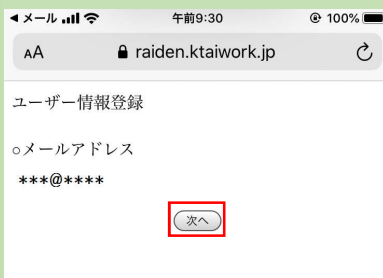 メール 午前9:30 100%
AA raiden.ktaiwork.jp
ユーザー情報登録
○メールアドレス
***@****
次へ